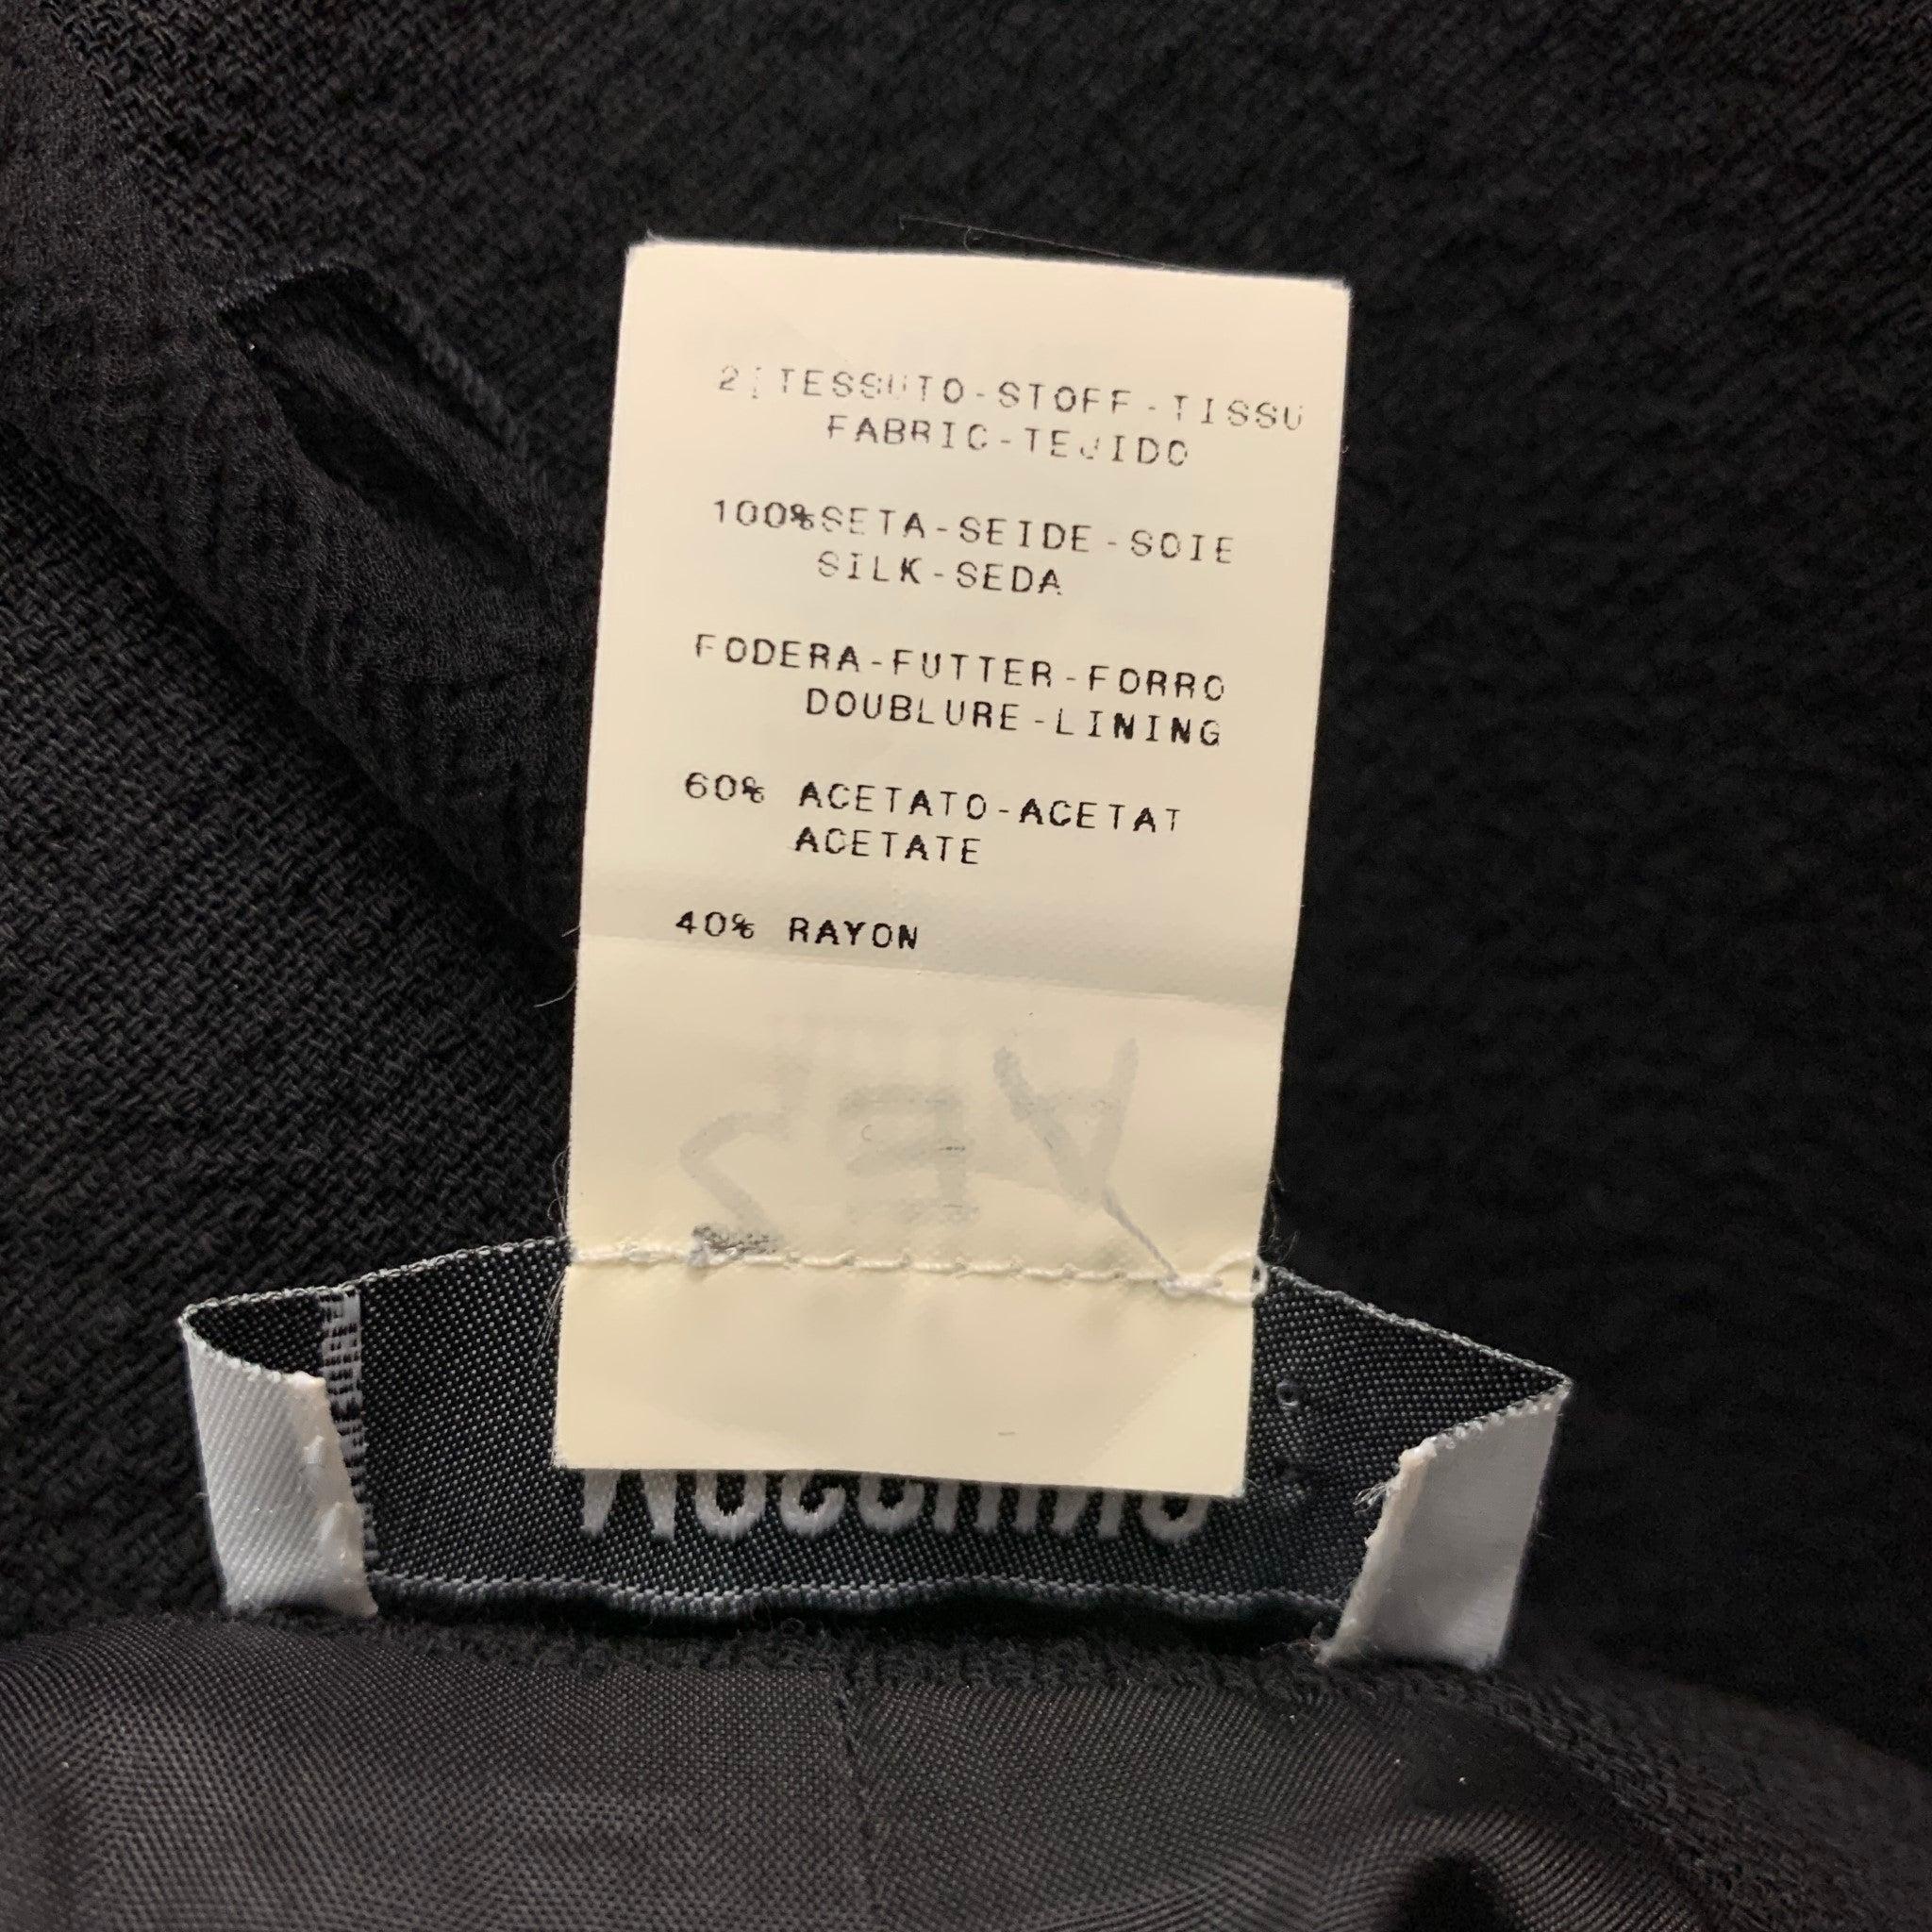 2] TESSUTO-STOFF-TISSU
FABRIC-TEJIDO
100%SETA-SEIDE-SOIE
SILK-SEDA
FODERA-FUTTER-FORRO
DOUBLURE-LINING
60% ACETATO-ACETAT
ACETATE
40% RAYON
MOSCHINO